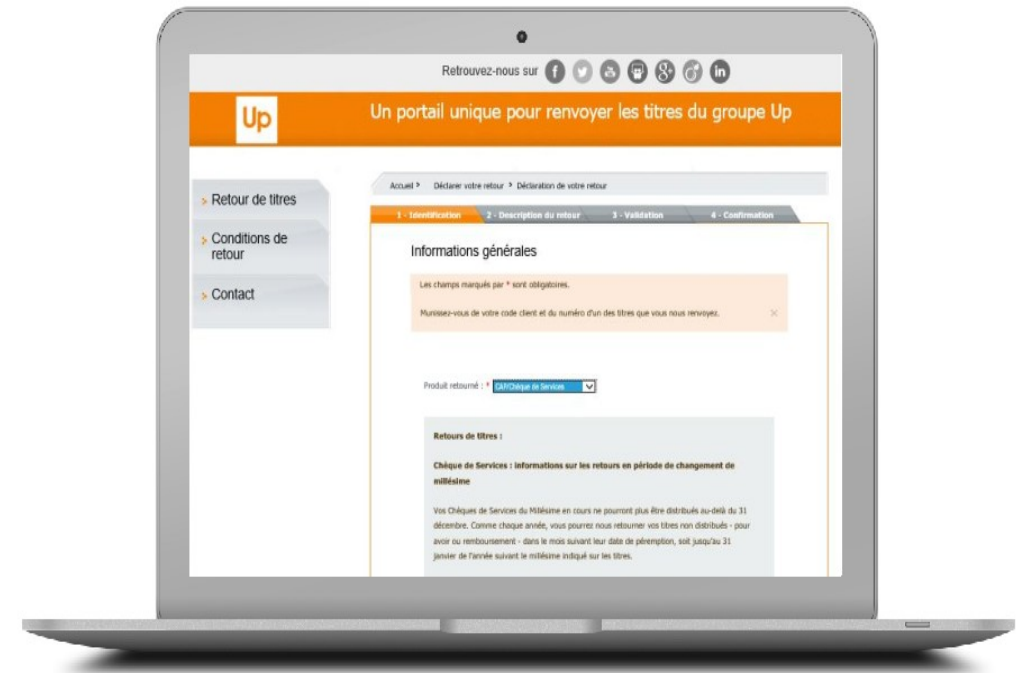 Retrouvez-nous sur
Up
Un portail unique pour renvoyer les titres du groupe Up
Retour de titres
Conditions de
retour
Contact
Accueil > Déclarer votre retour > Déclaration de votre retour
1 - Identification 2 - Description du retour 3 - Validation 4 - Confirmation
Informations générales
Les champs marqués par * sont obligatoires.
Munissez-vous de votre code client et du numéro d'un des titres que vous nous renvoyez.
Produit retourné : * CAP/Chèque de Services
Retours de titres :
Chèque de Services : informations sur les retours en période de changement de
millésime
Vos Chèques de Services du Millésime en cours ne pourront plus être distribués au-delà du 31
décembre. Comme chaque année, vous pourrez nous retourner vos titres non distribués - pour
avoir ou remboursement - dans le mois suivant leur date de péremption, soit jusqu'au 31
janvier de l'année suivant le millésime indiqué sur les titres.